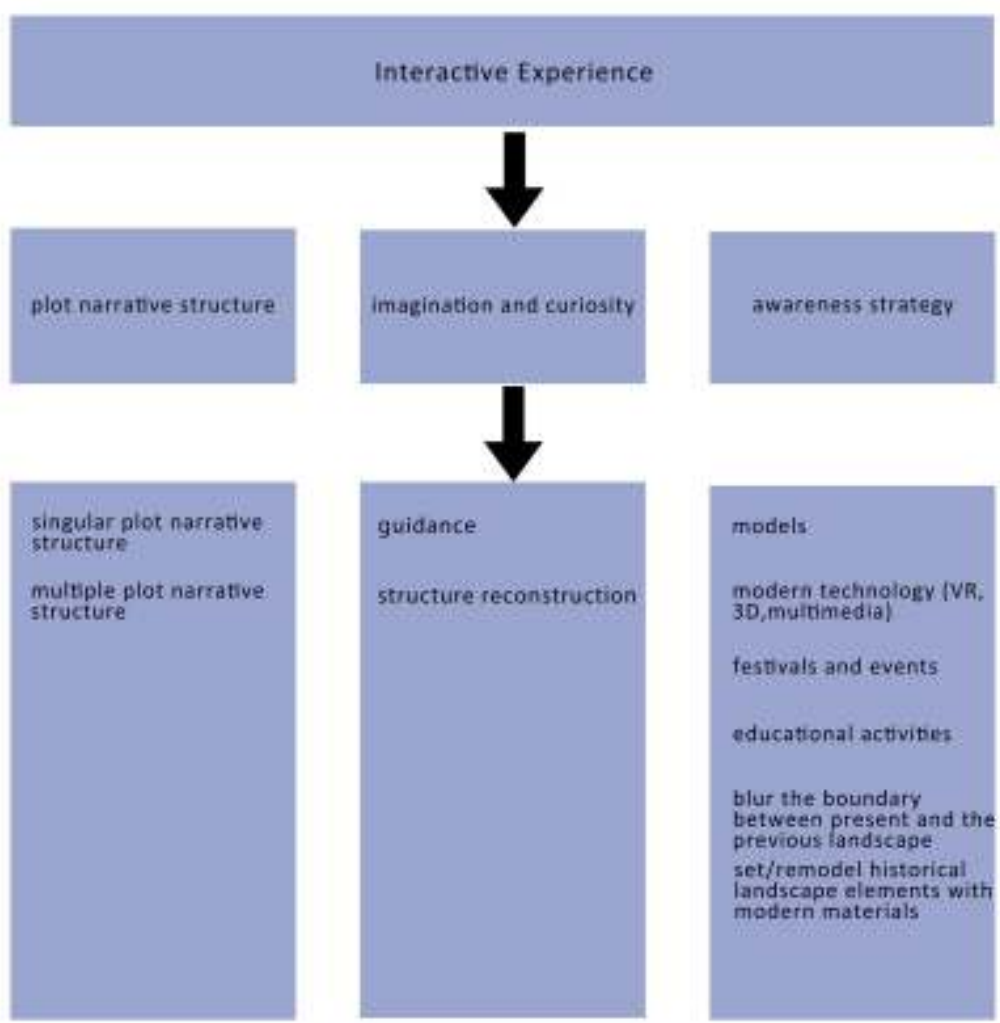 Interactive Experience
plot narrative structure
imagination and curiosity
awareness strategy
singular plot narrative
structure
multiple plot narrative
structure
guidance
structure reconstruction
models
modern technology (VR,
3D,multimedia)
festivals and events
educational activities
blur the boundary
between present and the
previous landscape
set/remodel historical
landscape elements with
modern materials